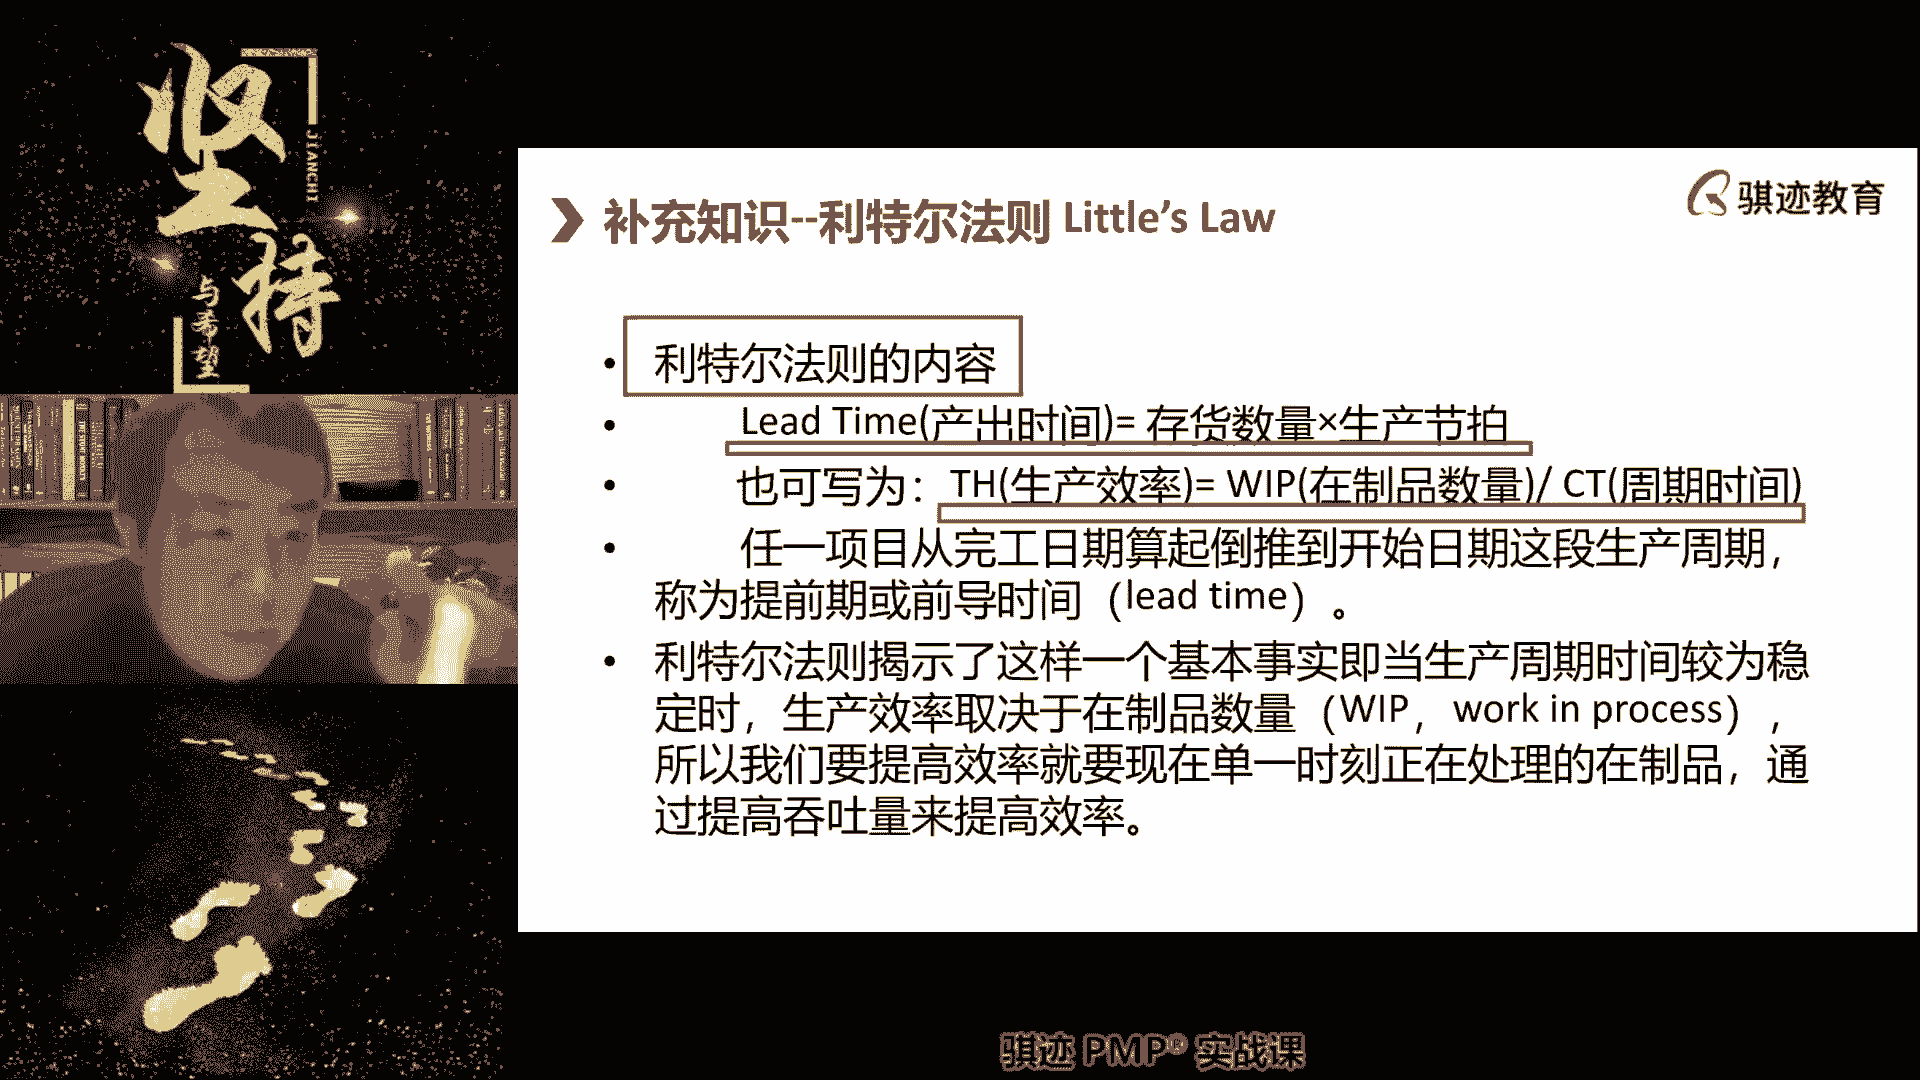 坚持
JIANCHI
与希望
骐迹教育
补充知识--利特尔法则 Little’s Law
• 利特尔法则的内容
• Lead Time(产出时间)= 存货数量×生产节拍
• 也可写为：TH(生产效率)= WIP(在制品数量)/ CT(周期时间)
• 任一项目从完工日期算起倒推到开始日期这段生产周期，
称为提前期或前导时间（lead time）。
• 利特尔法则揭示了这样一个基本事实即当生产周期时间较为稳
定时，生产效率取决于在制品数量（WIP，work in process），
所以我们要提高效率就要现在单一时刻正在处理的在制品，通
过提高吞吐量来提高效率。
骐迹 PMP® 实战课